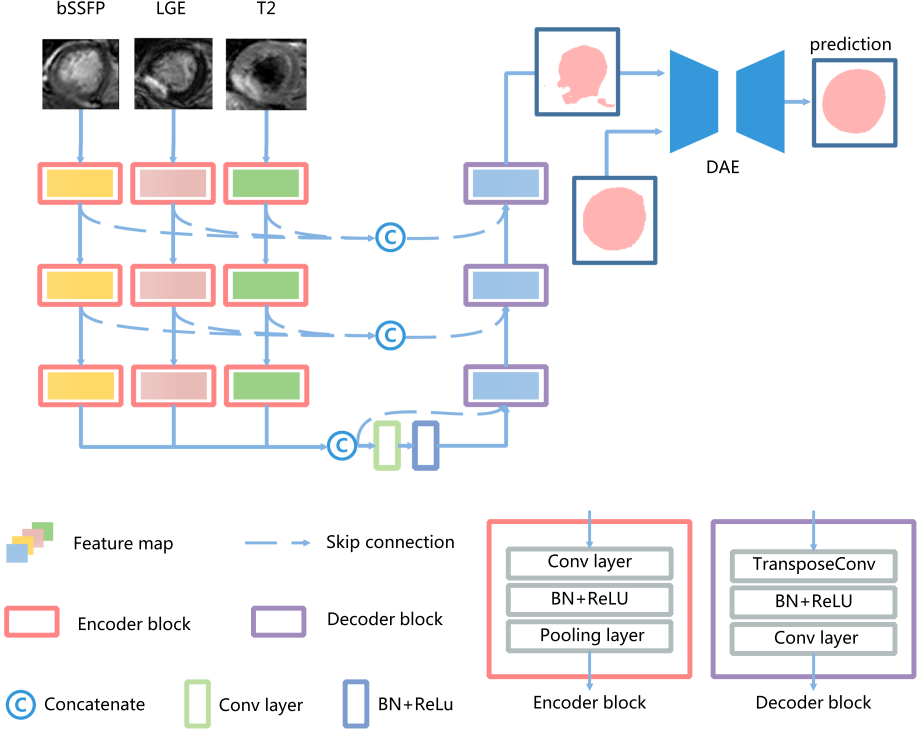 bSSFP LGE T2
prediction
DAE
C
C
C
Feature map
Skip connection
Encoder block
Decoder block
C Concatenate
Conv layer
BN+ReLu
Conv layer
BN+ReLU
Pooling layer
Encoder block
TransposeConv
BN+ReLU
Conv layer
Decoder block